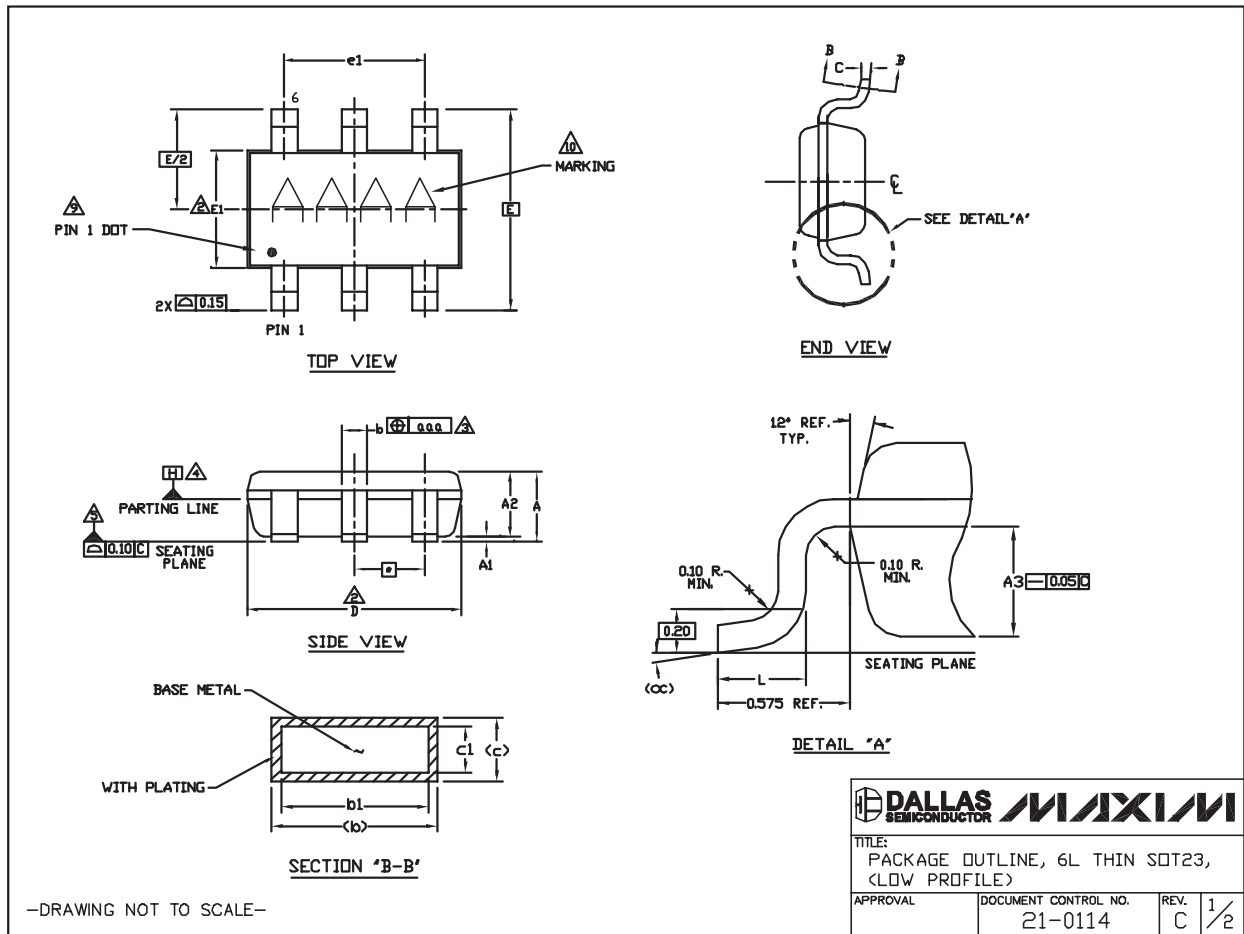 e1
6
E/2
E
10
MARKING
9
2
E1
PIN 1 DOT
2X 0.15
PIN 1
TOP VIEW
B
C
B
C
L
SEE DETAIL "A"
END VIEW
b aaa 3
H 4
PARTING LINE
5
0.10 C SEATING
PLANE
A2
A
A1
e
2
D
SIDE VIEW
12° REF.
TYP.
0.10 R.
MIN.
0.10 R.
MIN.
A3 0.05 C
0.20
SEATING PLANE
L
0.575 REF.
DETAIL "A"
BASE METAL
c1
(c)
WITH PLATING
b1
(b)
SECTION "B-B"
-DRAWING NOT TO SCALE-
DALLAS
SEMICONDUCTOR
MAXIM
TITLE:
PACKAGE OUTLINE, 6L THIN SOT23,
(LOW PROFILE)
APPROVAL
DOCUMENT CONTROL NO.
21-0114
REV.
C
1/2